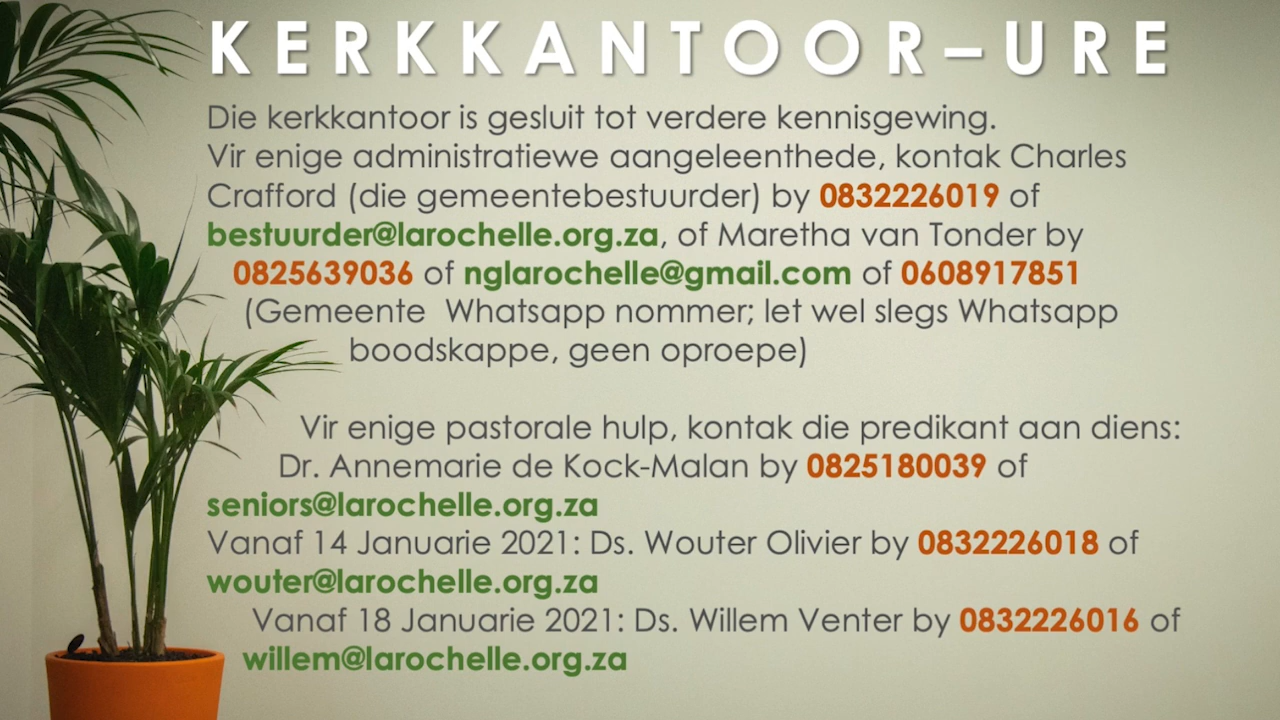 KERKKANTOOR–URE
Die kerkkantoor is gesluit tot verdere kennisgewing.
Vir enige administratiewe aangeleenthede, kontak Charles
Crafford (die gemeentebestuurder) by 0832226019 of
bestuurder@larochelle.org.za, of Maretha van Tonder by
0825639036 of nglarochelle@gmail.com of 0608917851
(Gemeente Whatsapp nommer; let wel slegs Whatsapp
boodskappe, geen oproepe)
Vir enige pastorale hulp, kontak die predikant aan diens:
Dr. Annemarie de Kock-Malan by 0825180039 of
seniors@larochelle.org.za
Vanaf 14 Januarie 2021: Ds. Wouter Olivier by 0832226018 of
wouter@larochelle.org.za
Vanaf 18 Januarie 2021: Ds. Willem Venter by 0832226016 of
willem@larochelle.org.za